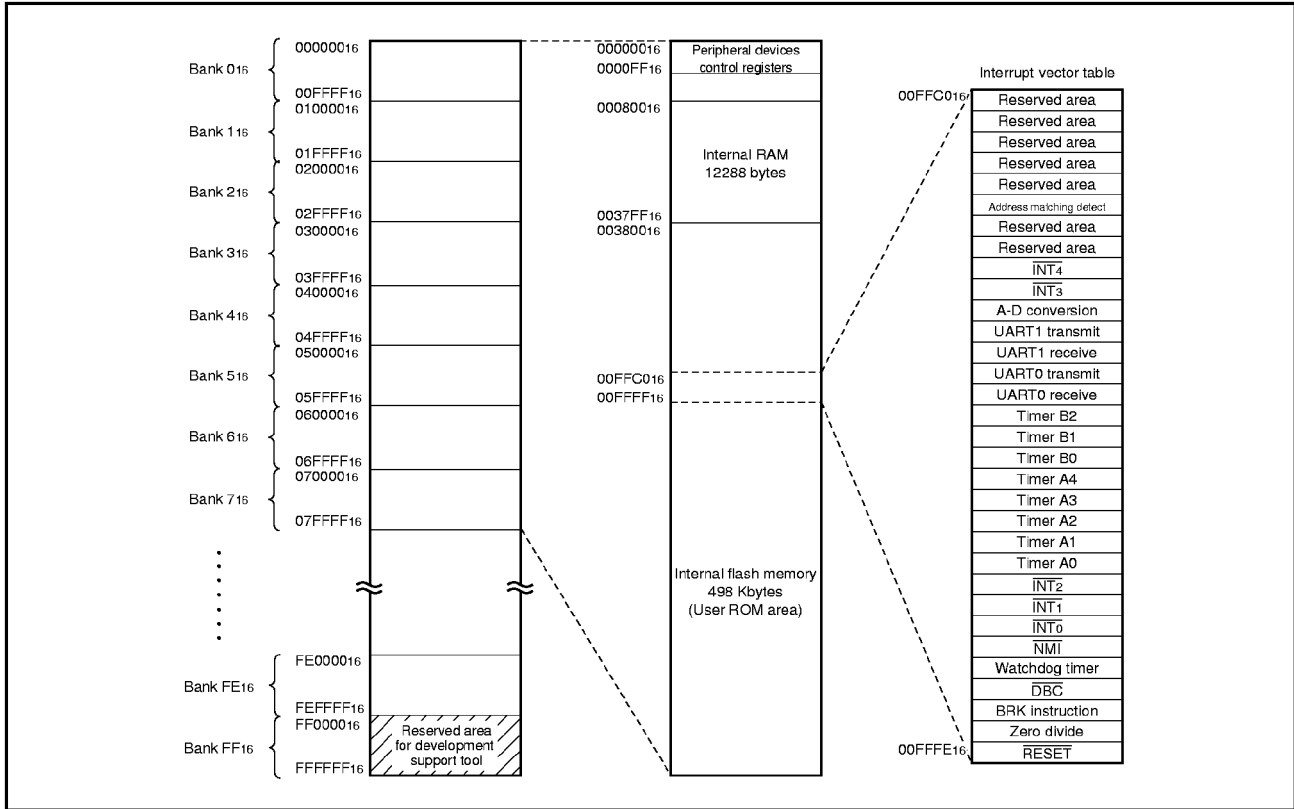 Bank 016
Bank 116
Bank 216
Bank 316
Bank 416
Bank 516
Bank 616
Bank 716
Bank FE16
Bank FF16
00000016
00FFFF16
01000016
01FFFF16
02000016
02FFFF16
03000016
03FFFF16
04000016
04FFFF16
05000016
05FFFF16
06000016
06FFFF16
07000016
07FFFF16
FE000016
FEFFFF16
FF000016
FFFFFF16
Reserved area
for development
support tool
00000016
0000FF16
00080016
0037FF16
00380016
00FFC016
00FFFF16
Peripheral devices
control registers
Internal RAM
12288 bytes
Internal flash memory
498 Kbytes
(User ROM area)
Interrupt vector table
00FFC016
00FFFE16
Reserved area
Reserved area
Reserved area
Reserved area
Reserved area
Address matching detect
Reserved area
Reserved area
INT4
INT3
A-D conversion
UART1 transmit
UART1 receive
UART0 transmit
UART0 receive
Timer B2
Timer B1
Timer B0
Timer A4
Timer A3
Timer A2
Timer A1
Timer A0
INT2
INT1
INT0
NMI
Watchdog timer
DBC
BRK instruction
Zero divide
RESET